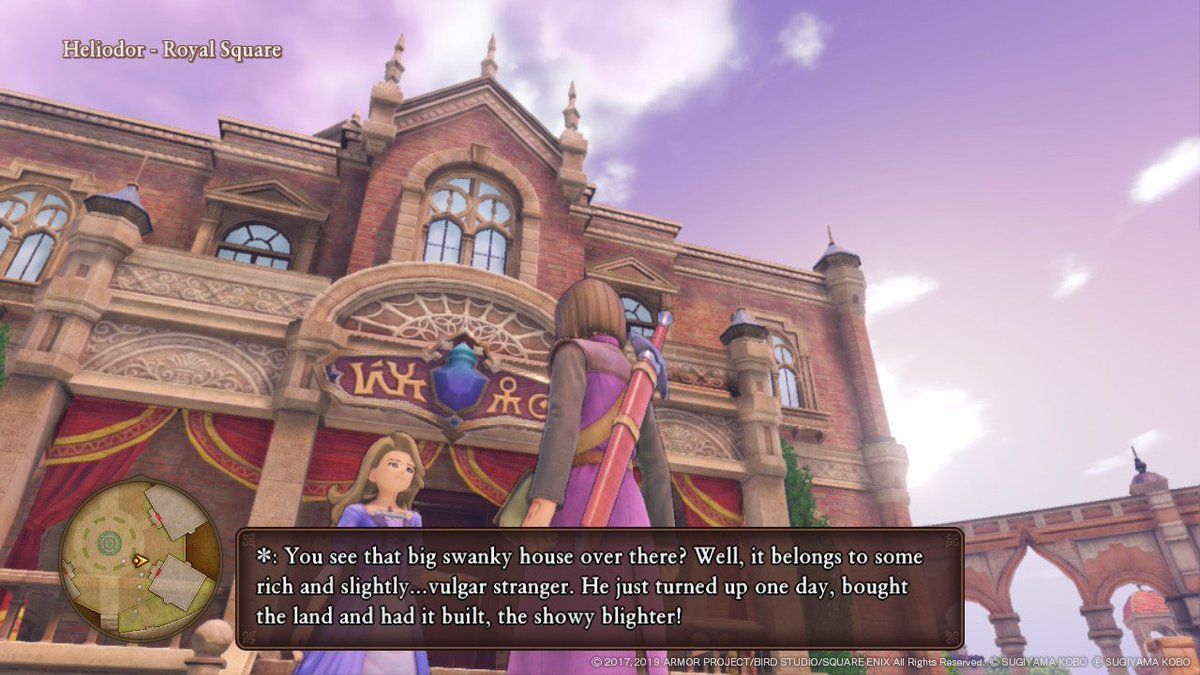 Heliodor - Royal Square
*: You see that big swanky house over there? Well, it belongs to some
rich and slightly...vulgar stranger. He just turned up one day, bought
the land and had it built, the showy blighter!
© 2017, 2019 ARMOR PROJECT/BIRD STUDIO/SQUARE ENIX All Rights Reserved. © SUGIYAMA KOBO ℗ SUGIYAMA KOBO